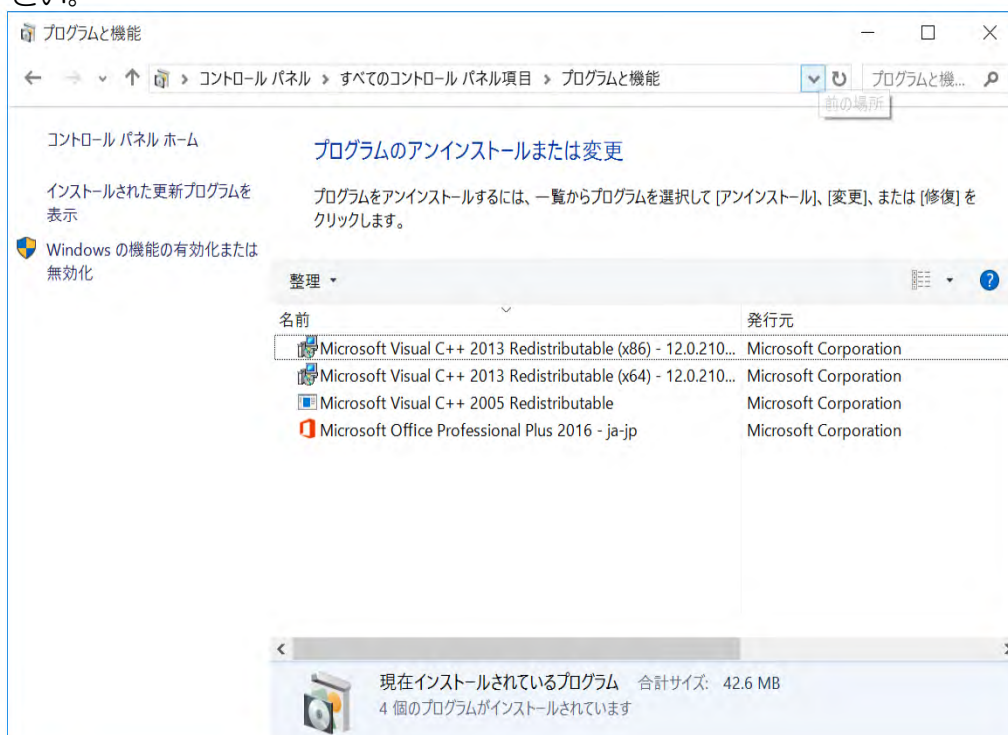 さい。
プログラムと機能
コントロール パネル > すべてのコントロール パネル項目 > プログラムと機能
プログラムと機...
前の場所
コントロール パネル ホーム
インストールされた更新プログラムを
表示
Windows の機能の有効化または
無効化
プログラムのアンインストールまたは変更
プログラムをアンインストールするには、一覧からプログラムを選択して [アンインストール]、[変更]、または [修復] を
クリックします。
整理
名前 発行元
Microsoft Visual C++ 2013 Redistributable (x86) - 12.0.210... Microsoft Corporation
Microsoft Visual C++ 2013 Redistributable (x64) - 12.0.210... Microsoft Corporation
Microsoft Visual C++ 2005 Redistributable Microsoft Corporation
Microsoft Office Professional Plus 2016 - ja-jp Microsoft Corporation
現在インストールされているプログラム 合計サイズ: 42.6 MB
4 個のプログラムがインストールされています